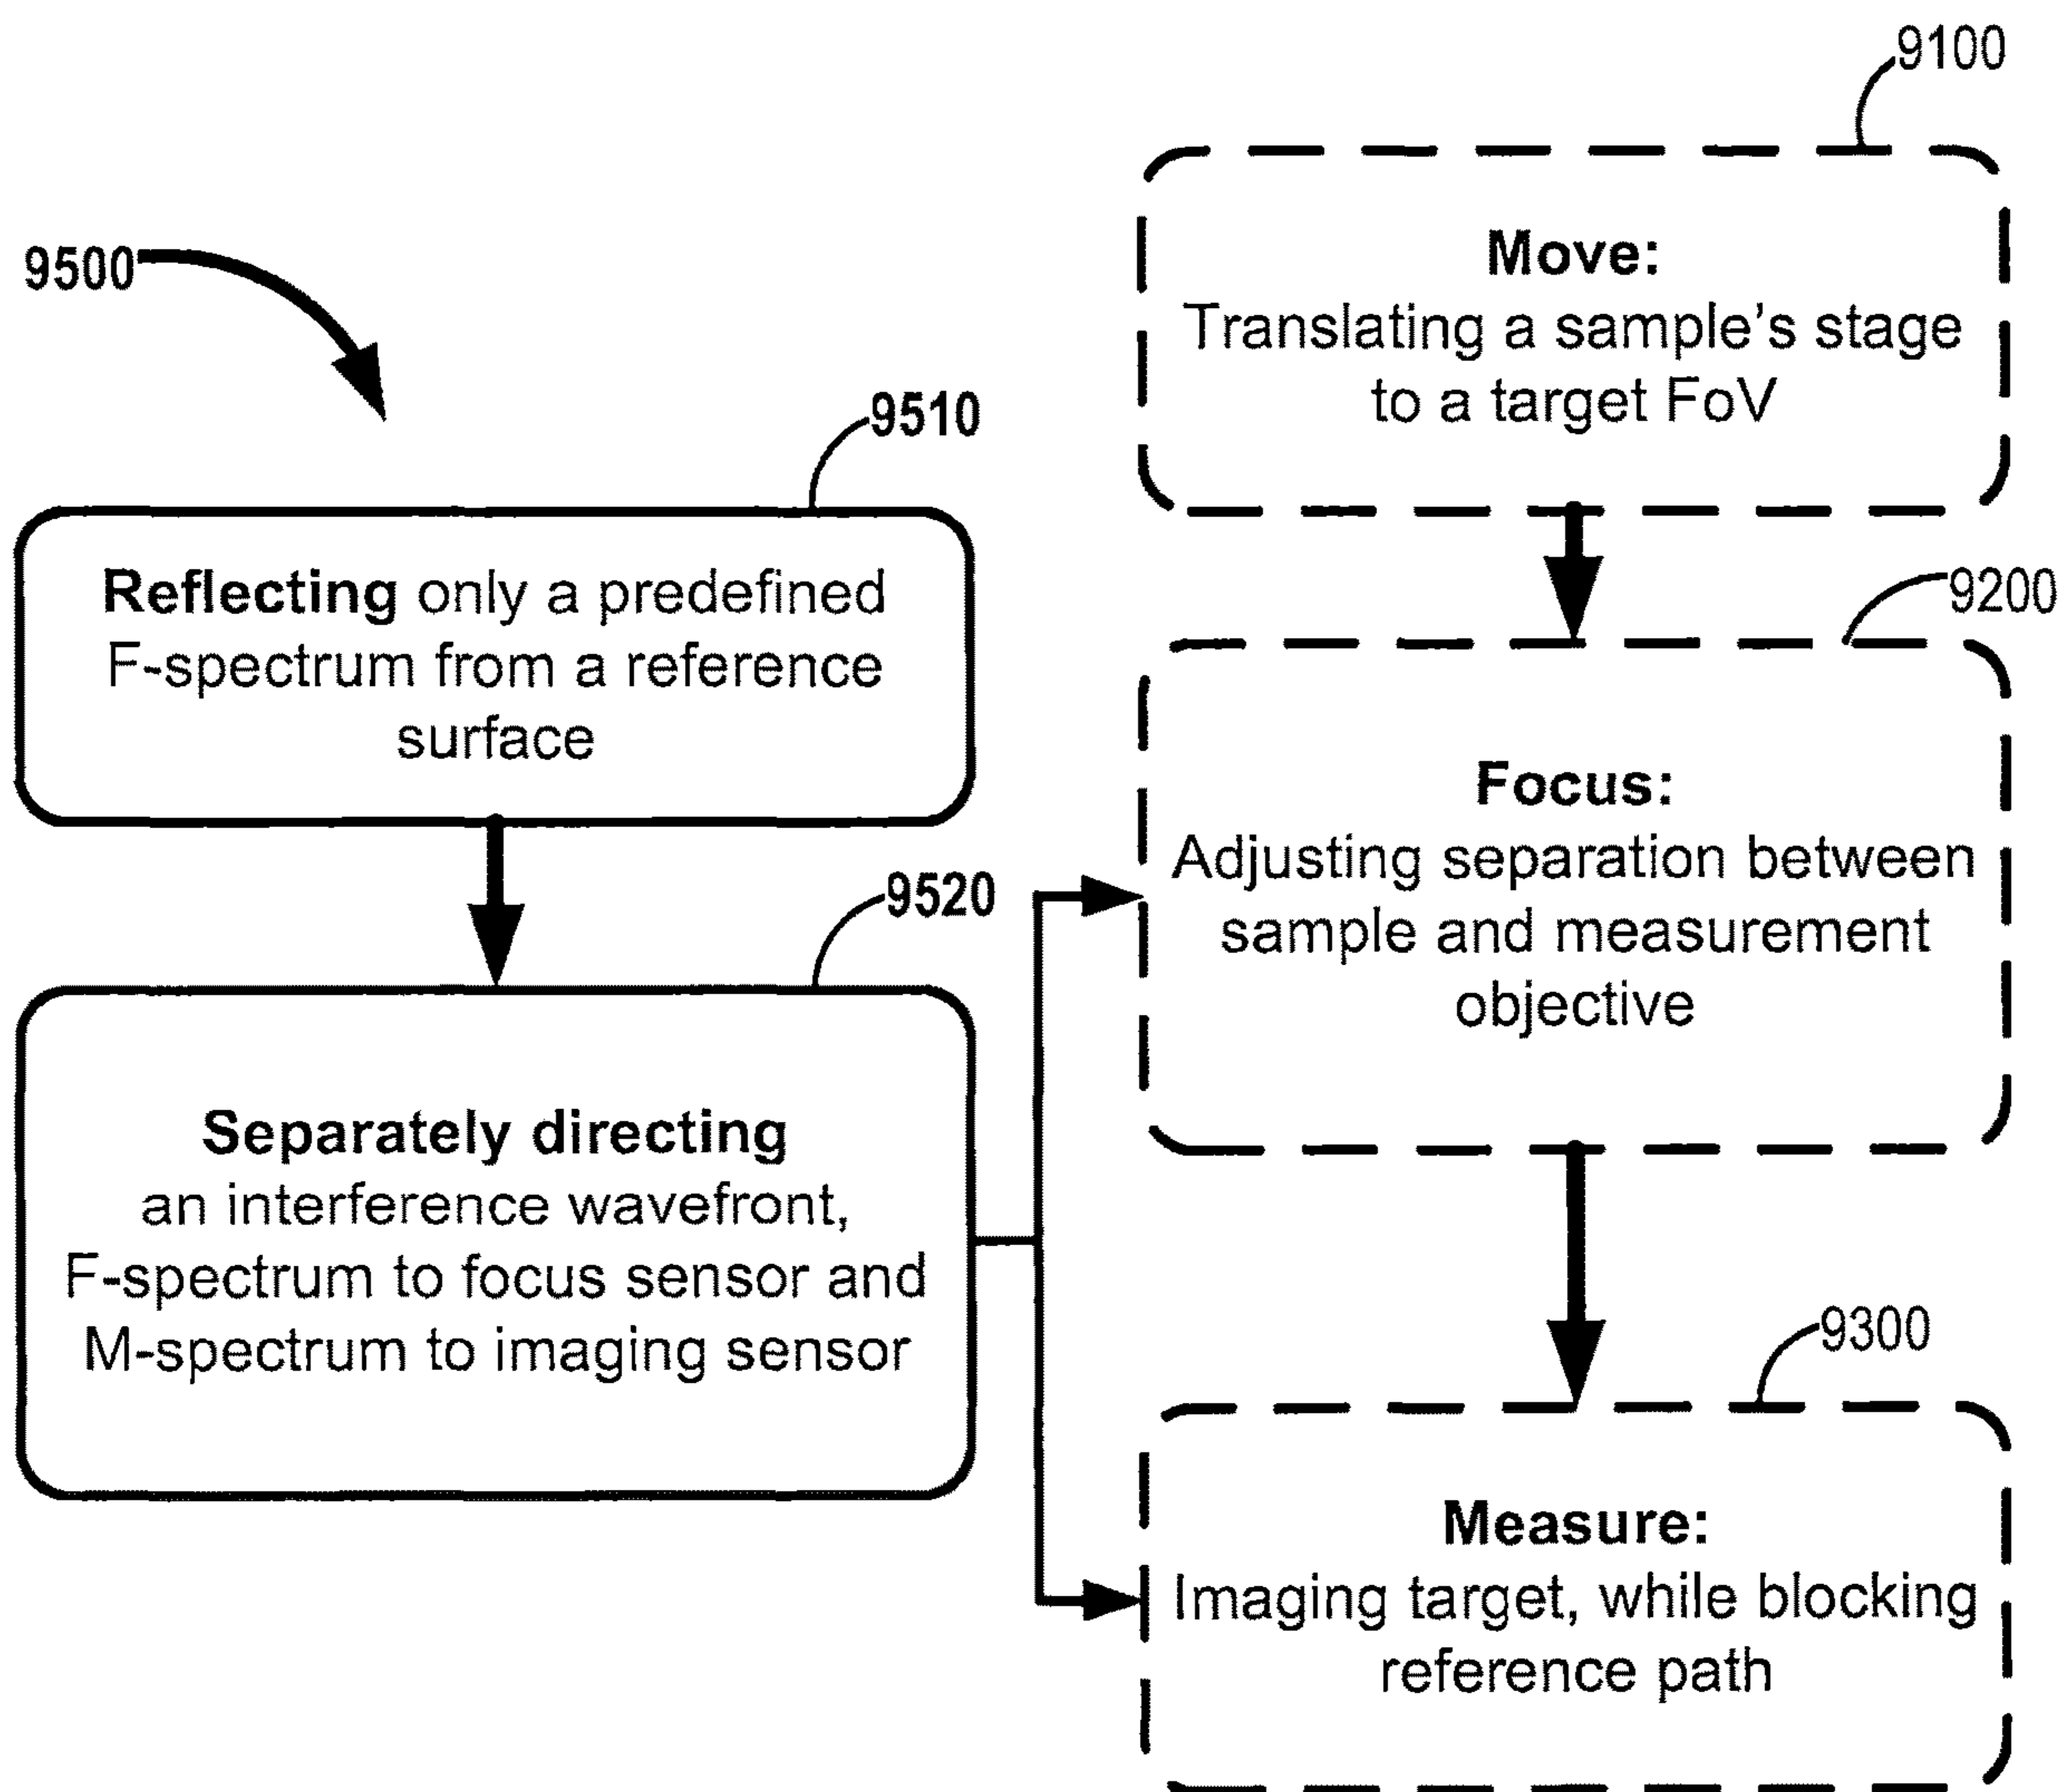 9500
9510
Reflecting only a predefined
F-spectrum from a reference
surface
9520
Separately directing
an interference wavefront,
F-spectrum to focus sensor and
M-spectrum to imaging sensor
9100
Move:
Translating a sample's stage
to a target FoV
9200
Focus:
Adjusting separation between
sample and measurement
objective
9300
Measure:
Imaging target, while blocking
reference path